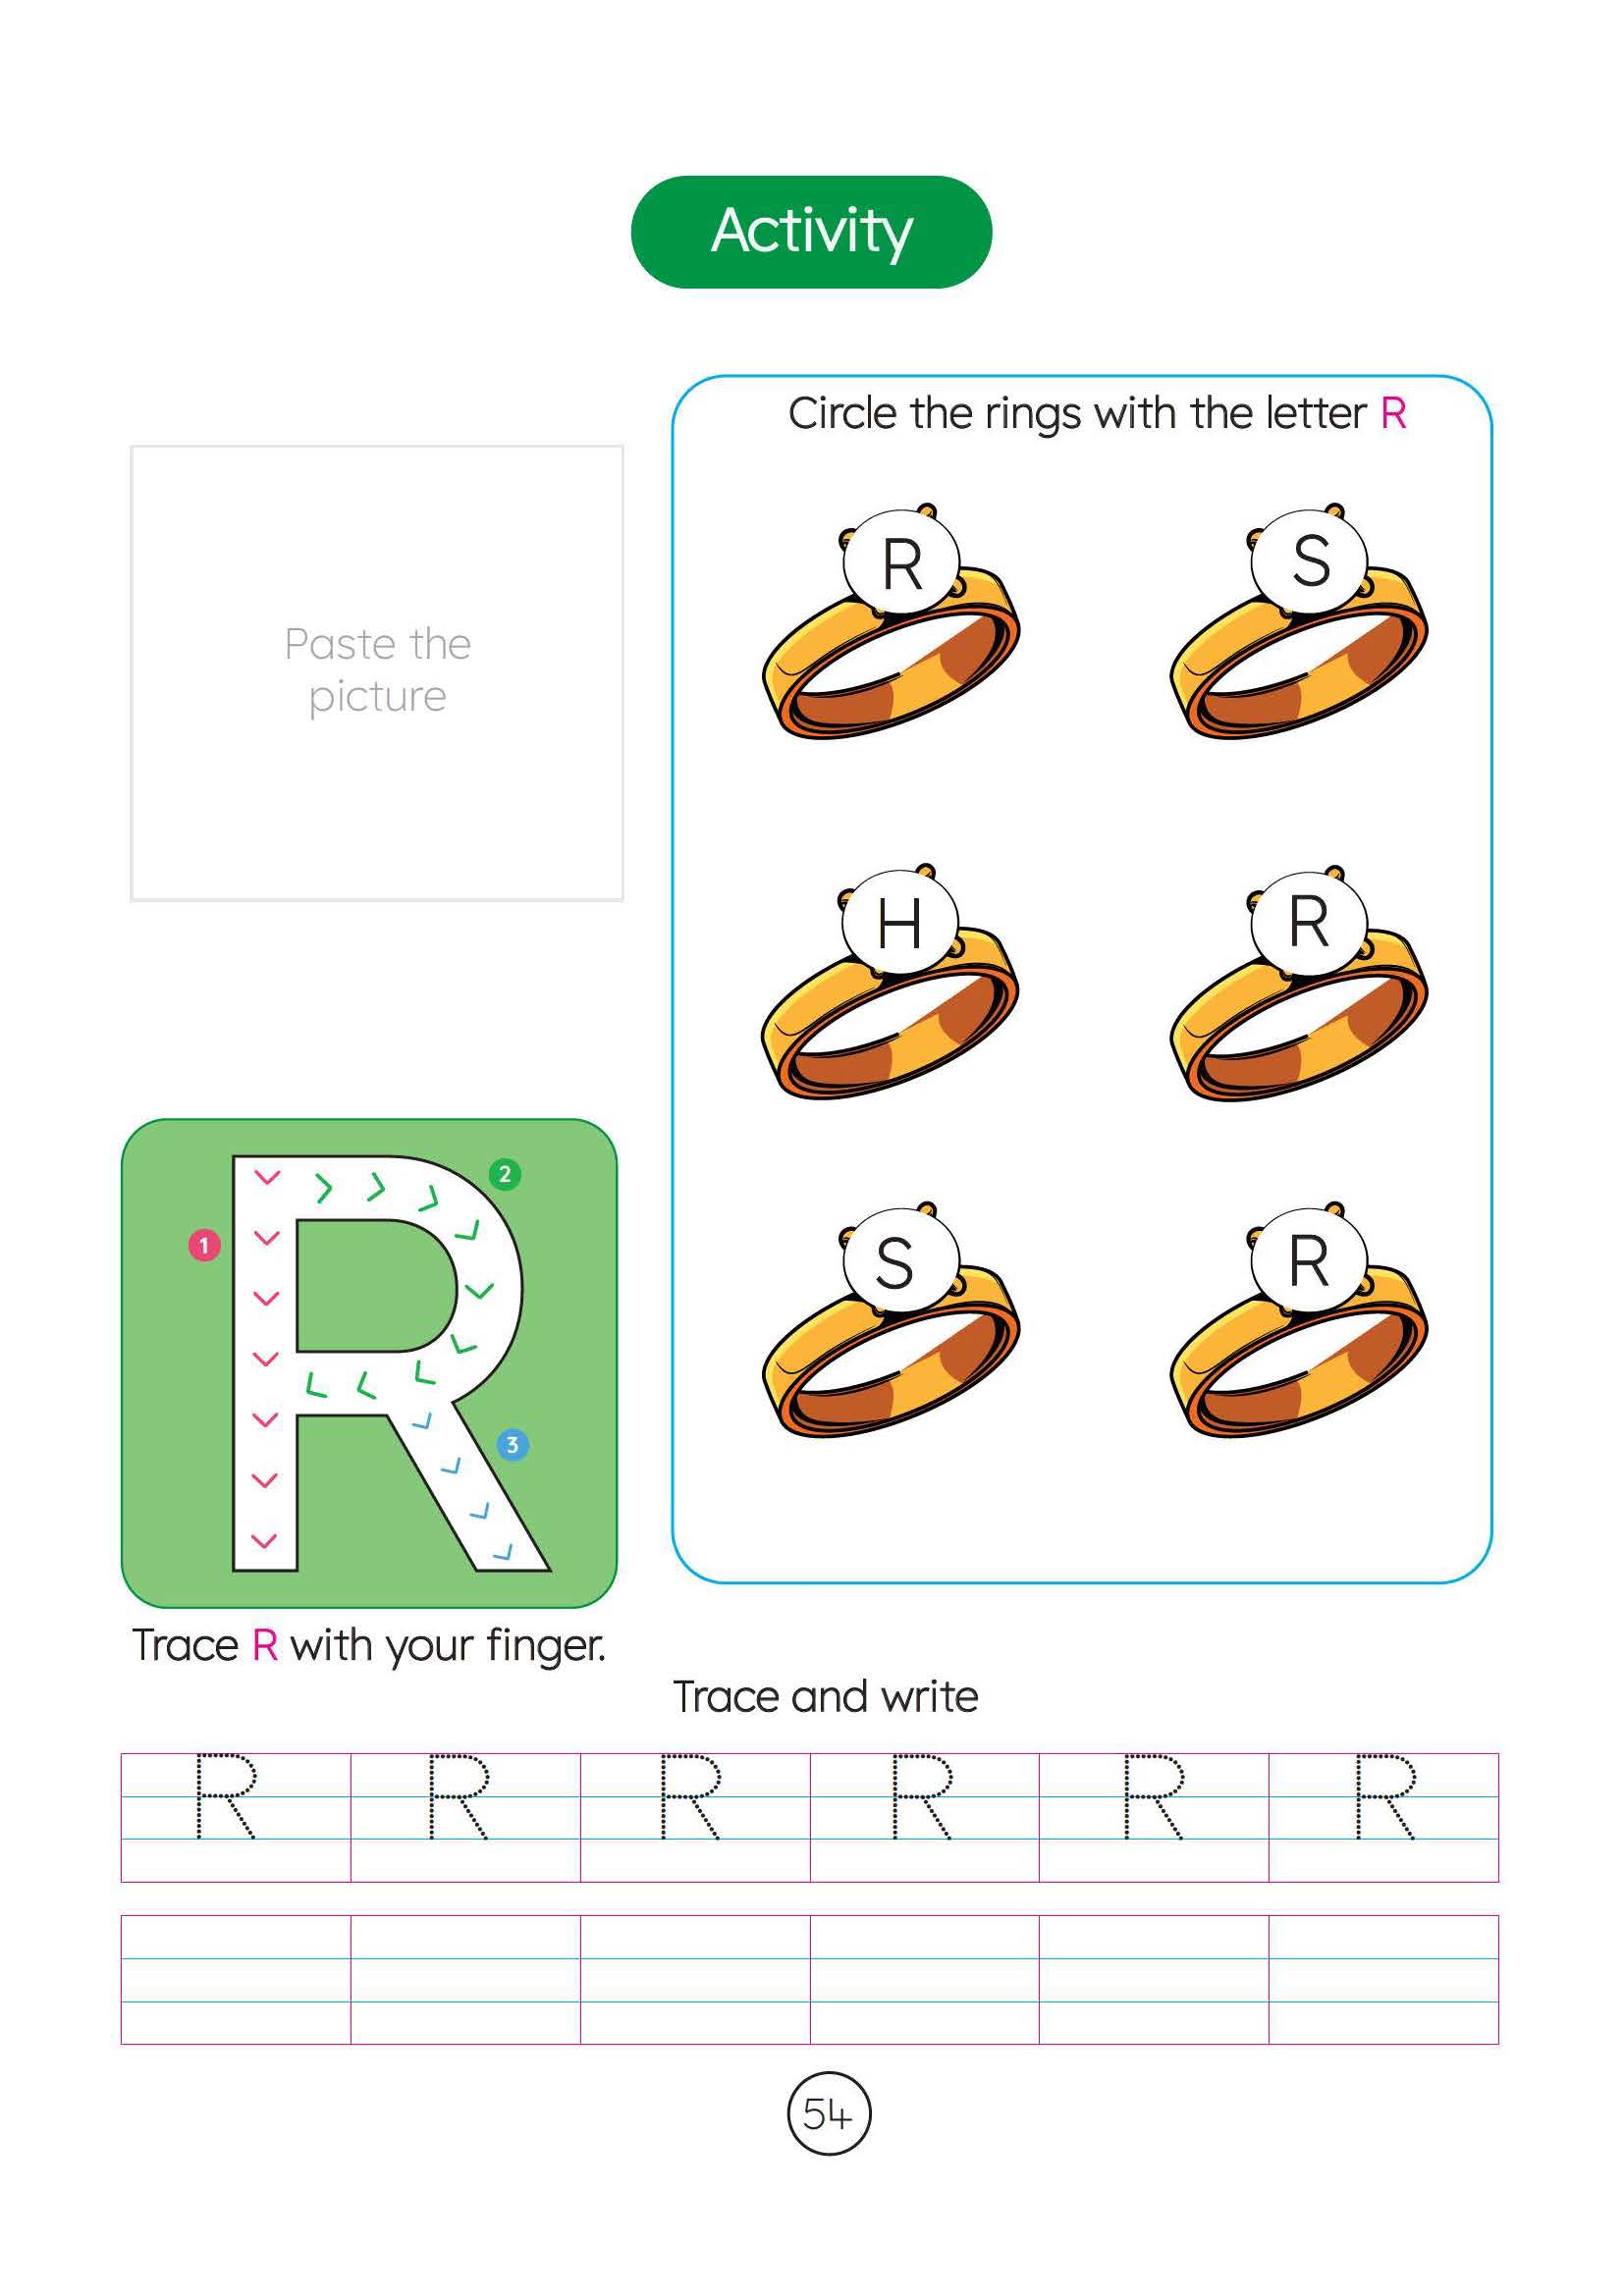 Activity
Circle the rings with the letter R
Paste the
picture
R
S
H
R
S
R
1
2
3
R
Trace R with your finger.
Trace and write
R R R R R R
54